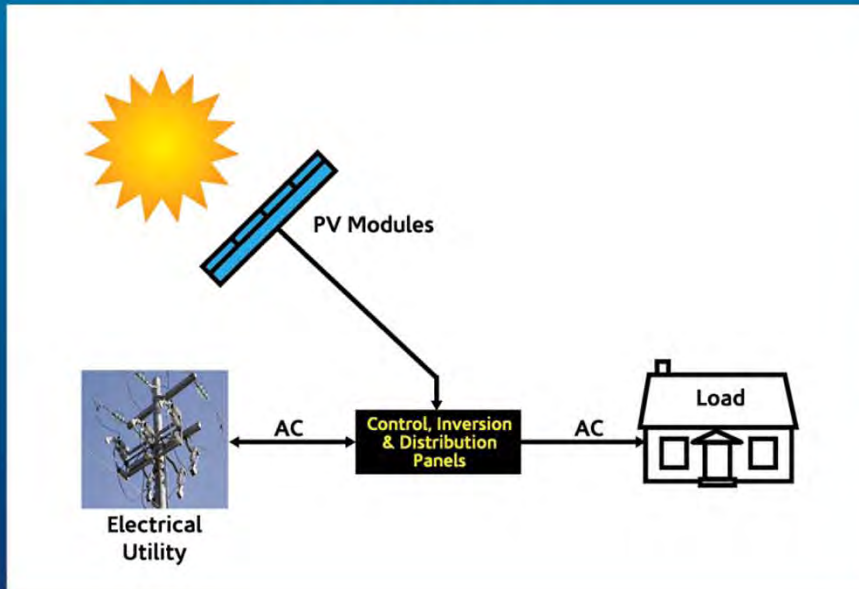 PV Modules
AC
Control, Inversion
& Distribution
Panels
AC
Load
Electrical
Utility